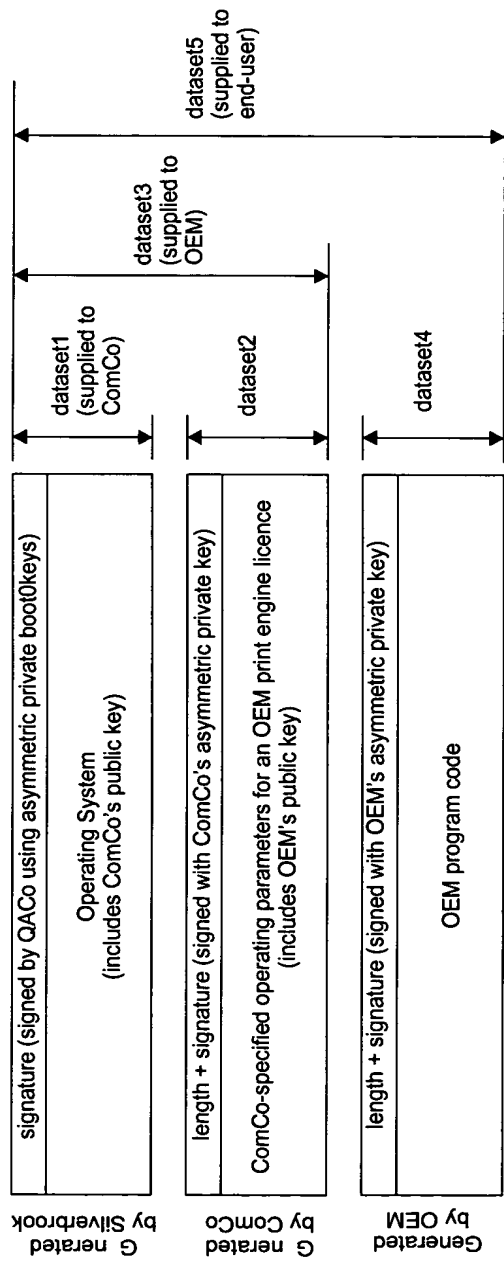 G nerated
by Silverbrook
signature (signed by QACo using asymmetric private boot0keys)
Operating System
(includes ComCo's public key)
dataset1
(supplied to
ComCo)
dataset3
(supplied to
OEM)
dataset5
(supplied to
end-user)
G nerated
by ComCo
length + signature (signed with ComCo's asymmetric private key)
ComCo-specified operating parameters for an OEM print engine licence
(includes OEM's public key)
dataset2
Generated
by OEM
length + signature (signed with OEM's asymmetric private key)
OEM program code
dataset4